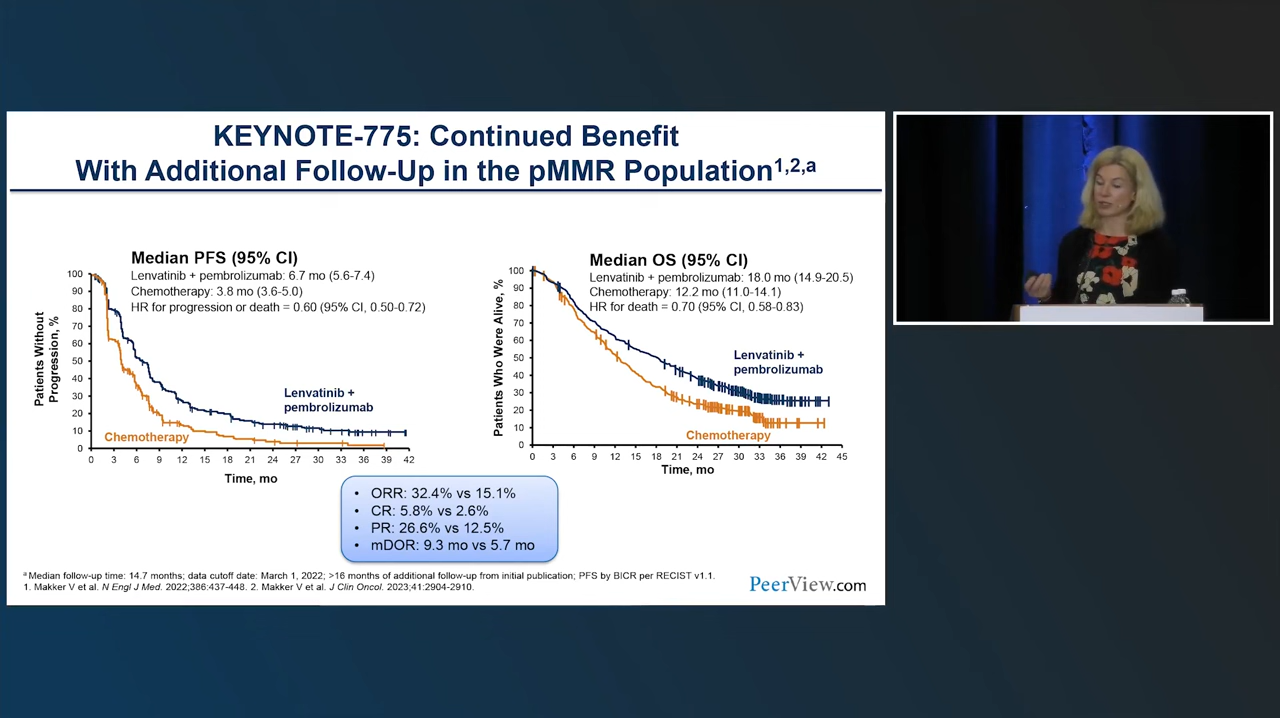 KEYNOTE-775: Continued Benefit
With Additional Follow-Up in the pMMR Population1,2,a
Median PFS (95% CI)
Lenvatinib + pembrolizumab: 6.7 mo (5.6-7.4)
Chemotherapy: 3.8 mo (3.6-5.0)
HR for progression or death = 0.60 (95% CI, 0.50-0.72)
Patients Without
Progression, %
100
90
80
70
60
50
40
30
20
10
0
Lenvatinib +
pembrolizumab
Chemotherapy
0 3 6 9 12 15 18 21 24 27 30 33 36 39 42
Time, mo
Median OS (95% CI)
Lenvatinib + pembrolizumab: 18.0 mo (14.9-20.5)
Chemotherapy: 12.2 mo (11.0-14.1)
HR for death = 0.70 (95% CI, 0.58-0.83)
Patients Who Were Alive, %
100
90
80
70
60
50
40
30
20
10
0
Lenvatinib +
pembrolizumab
Chemotherapy
0 3 6 9 12 15 18 21 24 27 30 33 36 39 42 45
Time, mo
• ORR: 32.4% vs 15.1%
• CR: 5.8% vs 2.6%
• PR: 26.6% vs 12.5%
• mDOR: 9.3 mo vs 5.7 mo
a Median follow-up time: 14.7 months; data cutoff date: March 1, 2022; >16 months of additional follow-up from initial publication; PFS by BICR per RECIST v1.1.
1. Makker V et al. N Engl J Med. 2022;386:437-448. 2. Makker V et al. J Clin Oncol. 2023;41:2904-2910.
PeerView.com